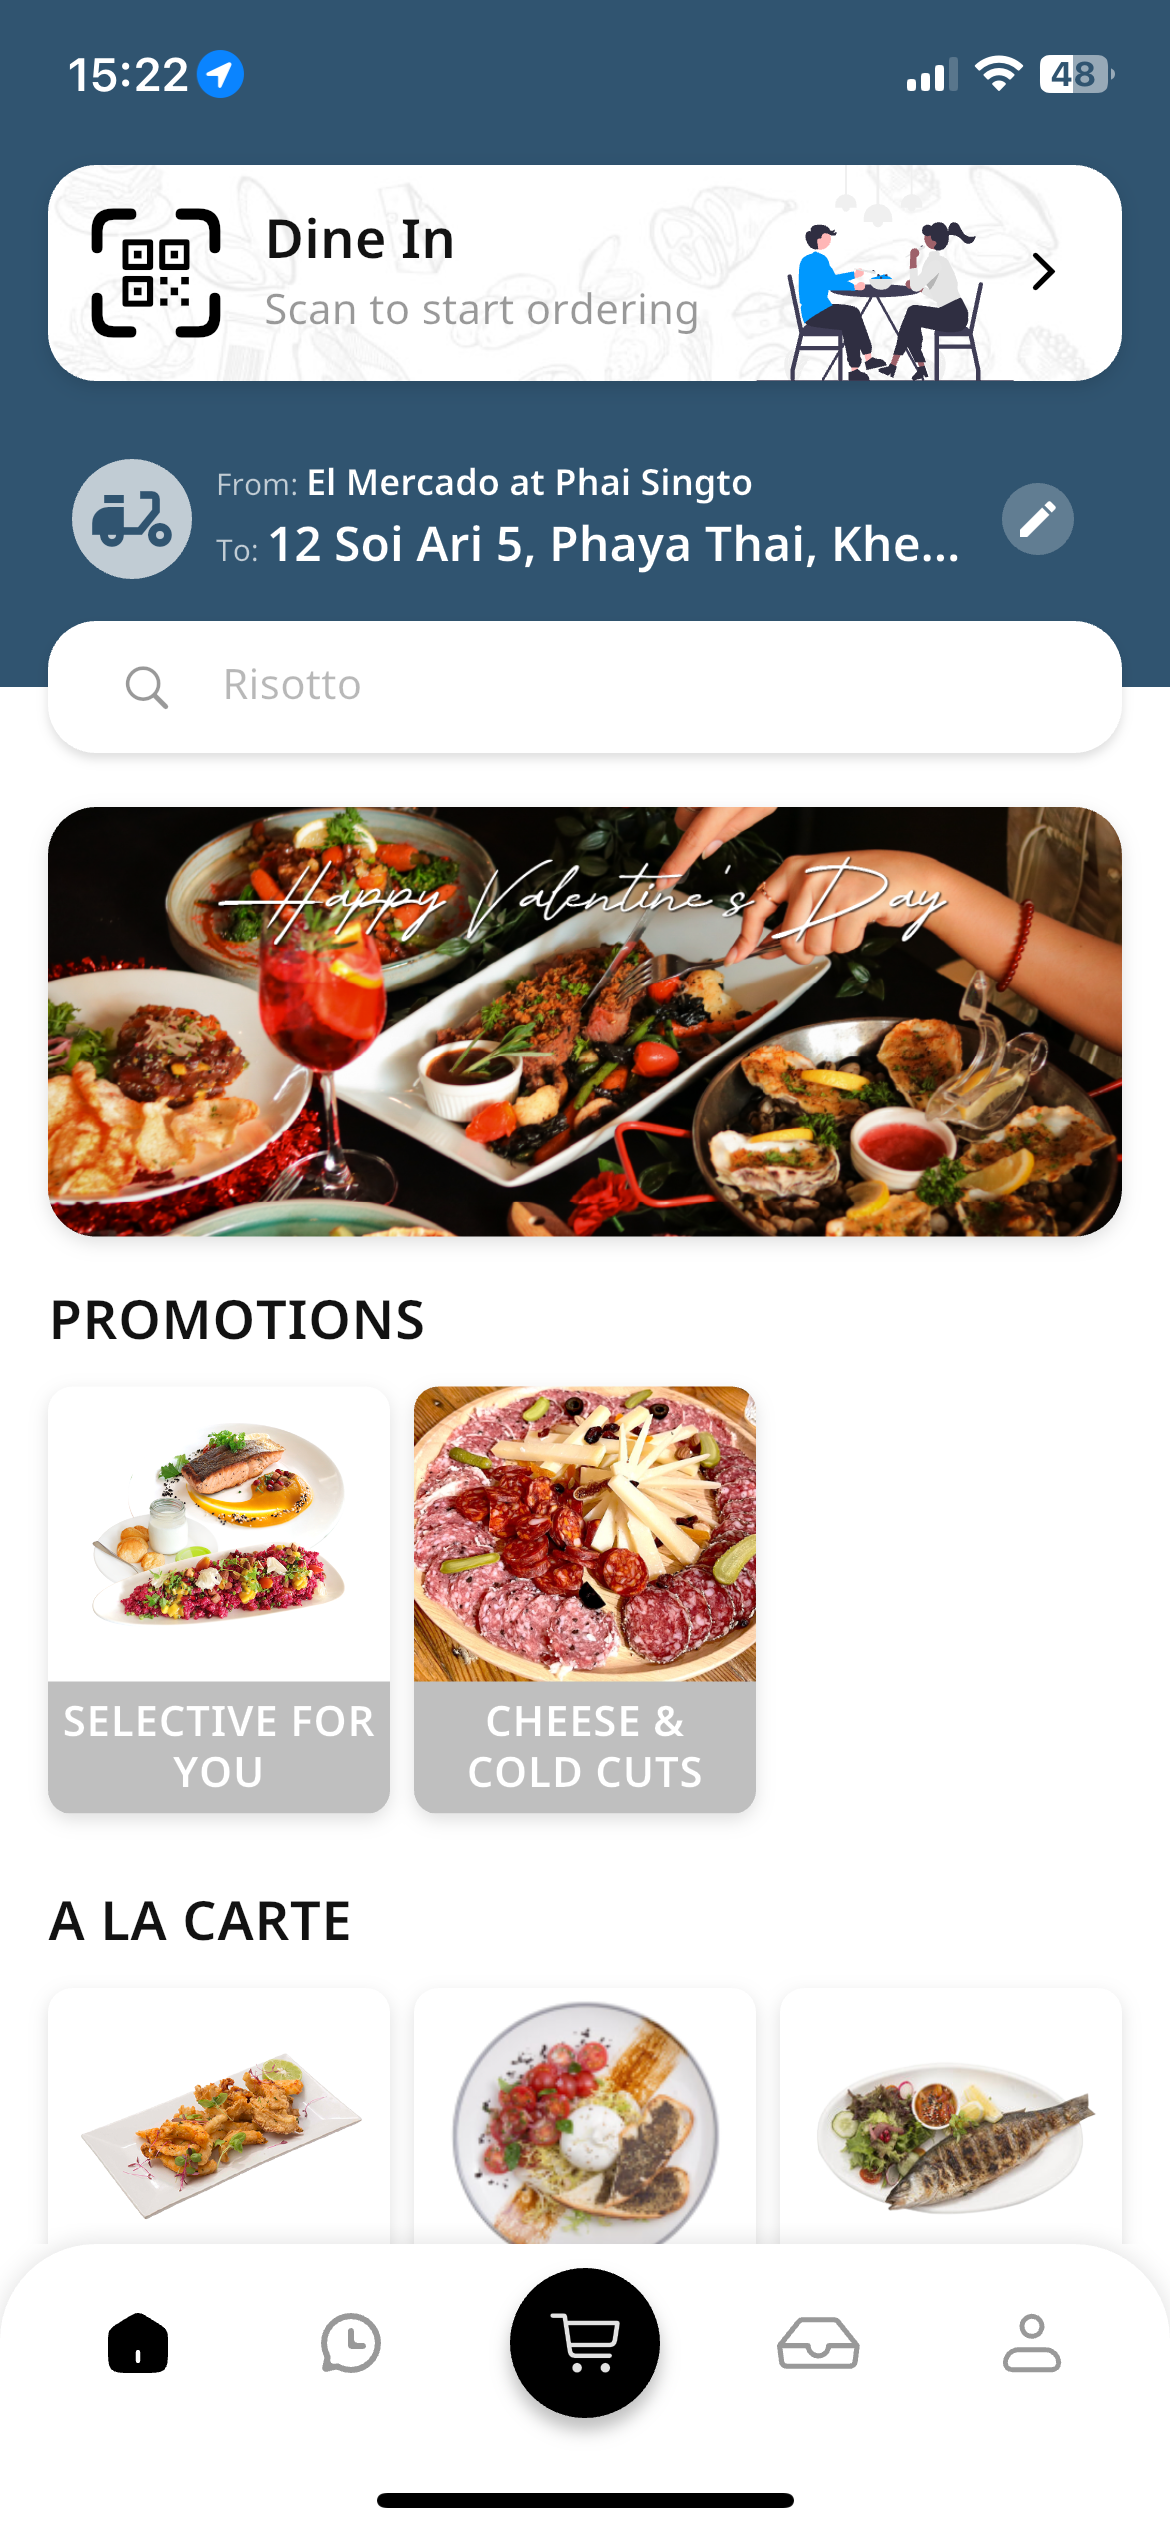 15:22
48
Dine In
Scan to start ordering
From: El Mercado at Phai Singto
To: 12 Soi Ari 5, Phaya Thai, Khe...
Risotto
Happy Valentine's Day
PROMOTIONS
SELECTIVE FOR
YOU
CHEESE &
COLD CUTS
A LA CARTE